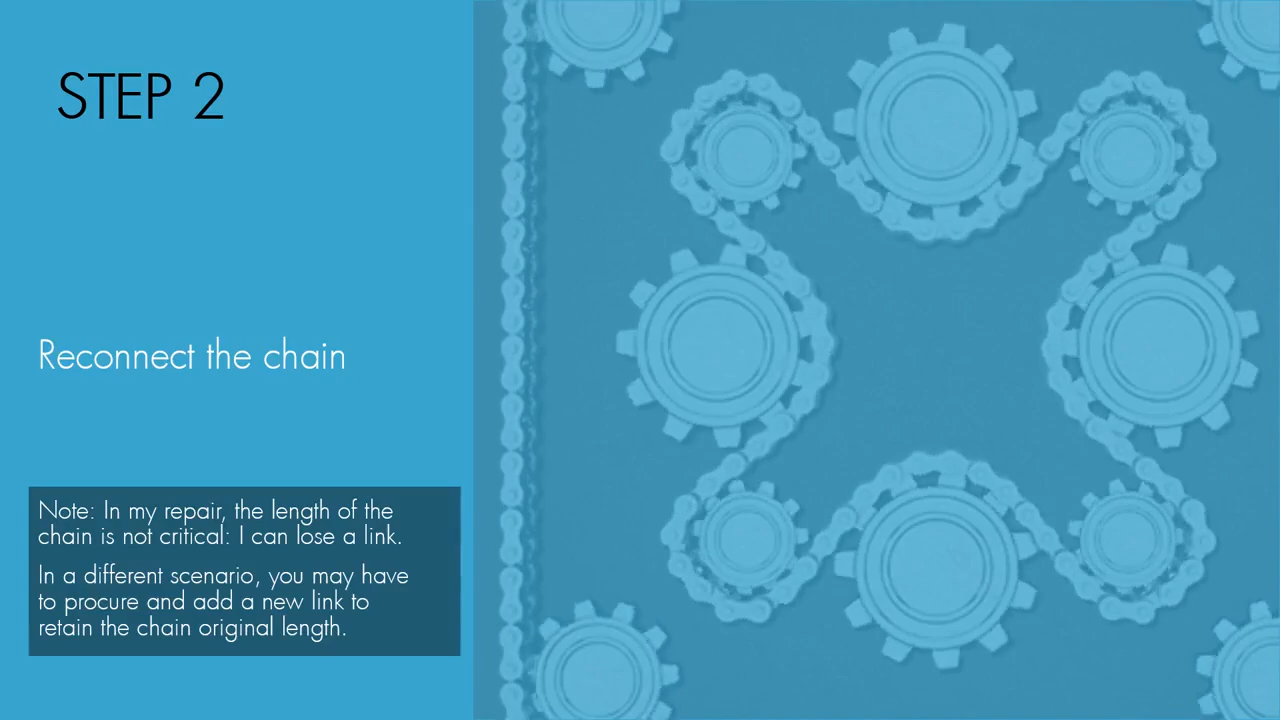 STEP 2
Reconnect the chain
Note: In my repair, the length of the
chain is not critical: I can lose a link.
In a different scenario, you may have
to procure and add a new link to
retain the chain original length.